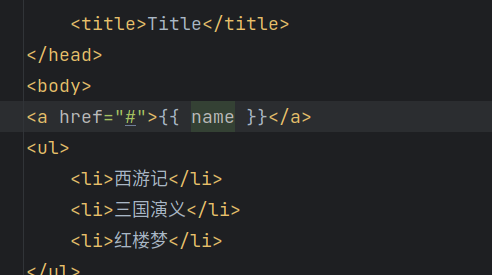 <title>Title</title>
</head>
<body>
<a href="#">{{ name }}</a>
<ul>
<li>西游记</li>
<li>三国演义</li>
<li>红楼梦</li>
</ul>